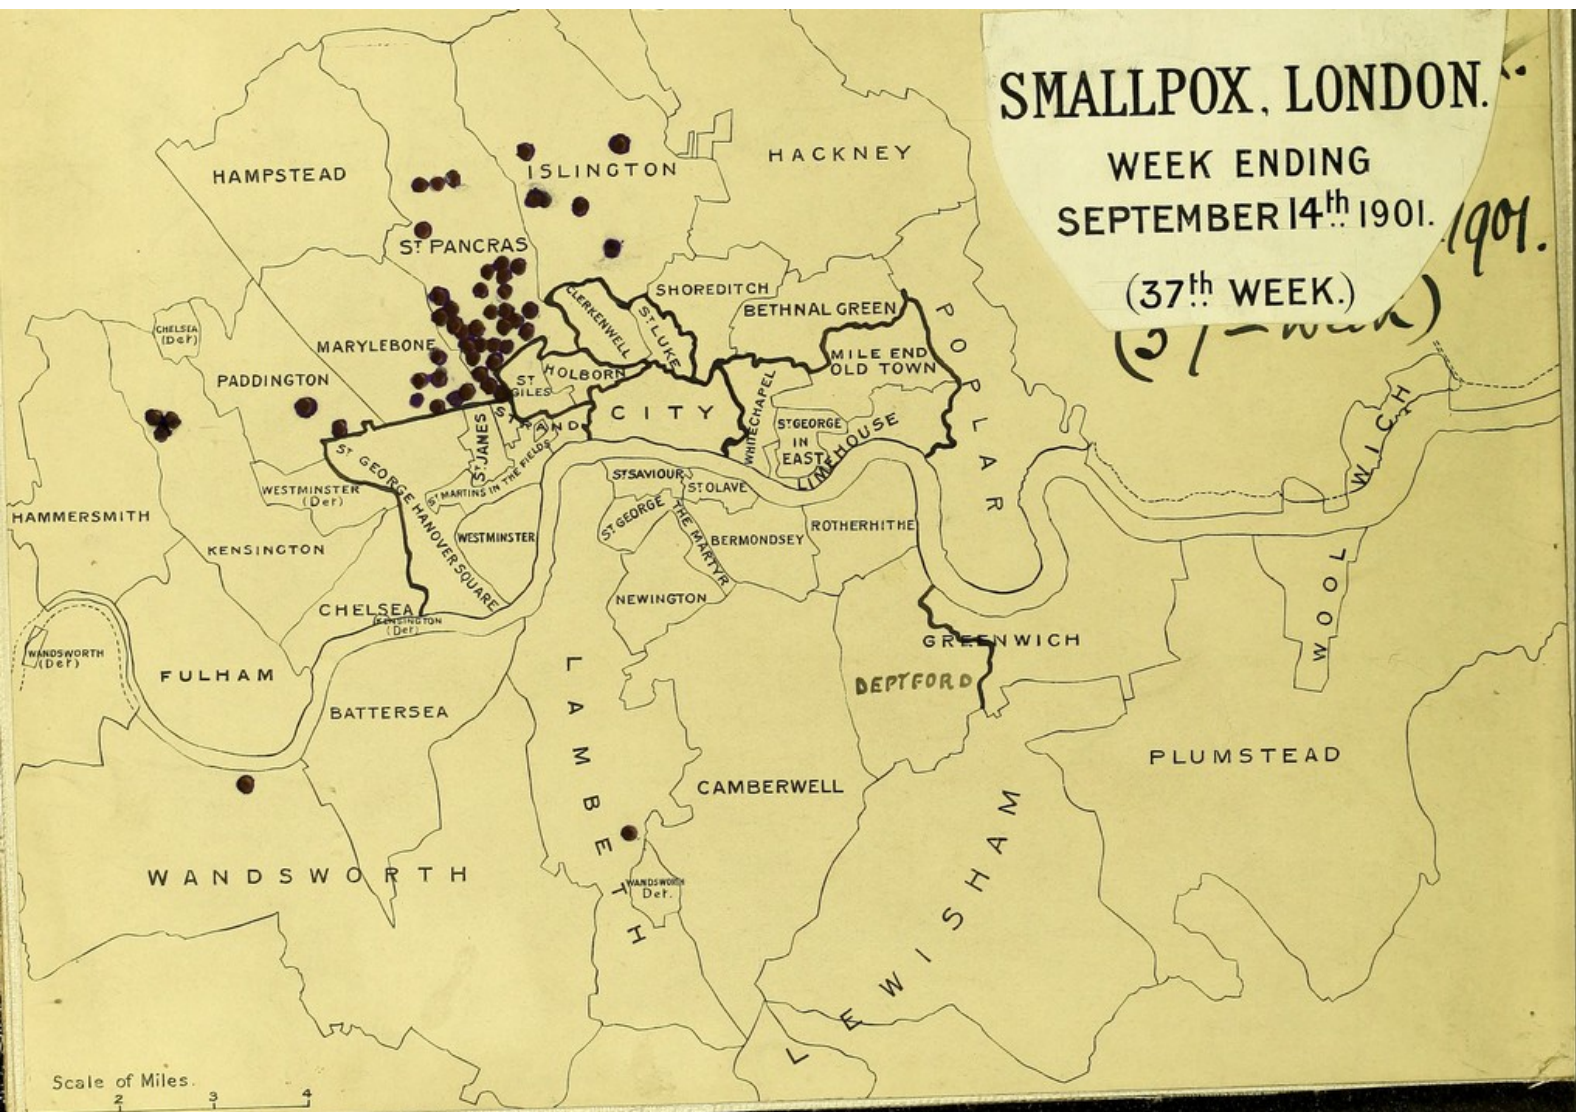 SMALLPOX, LONDON.
WEEK ENDING
SEPTEMBER 14th 1901.
1901.
(37th WEEK.)
HAMPSTEAD
ISLINGTON
HACKNEY
ST PANCRAS
SHOREDITCH
BETHNAL GREEN
POPLAR
CLERKENWELL
ST LUKE
CHELSEA
(Det)
MARYLEBONE
PADDINGTON
MILE END
OLD TOWN
HOLBORN
ST
GILES
CITY
WHITECHAPEL
ST GEORGE
IN
EAST
LIMEHOUSE
STRAND
ST JANES
ST MARTINS IN THE FIELDS
ST GEORGE HANOVER SQUARE
WESTMINSTER
(Det)
WESTMINSTER
ST SAVIOUR
ST OLAVE
ST GEORGE THE MARTYR
BERMONDSEY
ROTHERHITHE
HAMMERSMITH
KENSINGTON
NEWINGTON
CHELSEA
KENSINGTON
(Det)
WOOLWICH
GREENWICH
WANDSWORTH
(Det)
FULHAM
BATTERSEA
DEPTFORD
LAMBETH
CAMBERWELL
PLUMSTEAD
WANDSWORTH
WANDSWORTH
Det.
LEWISHAM
Scale of Miles.
2 3 4